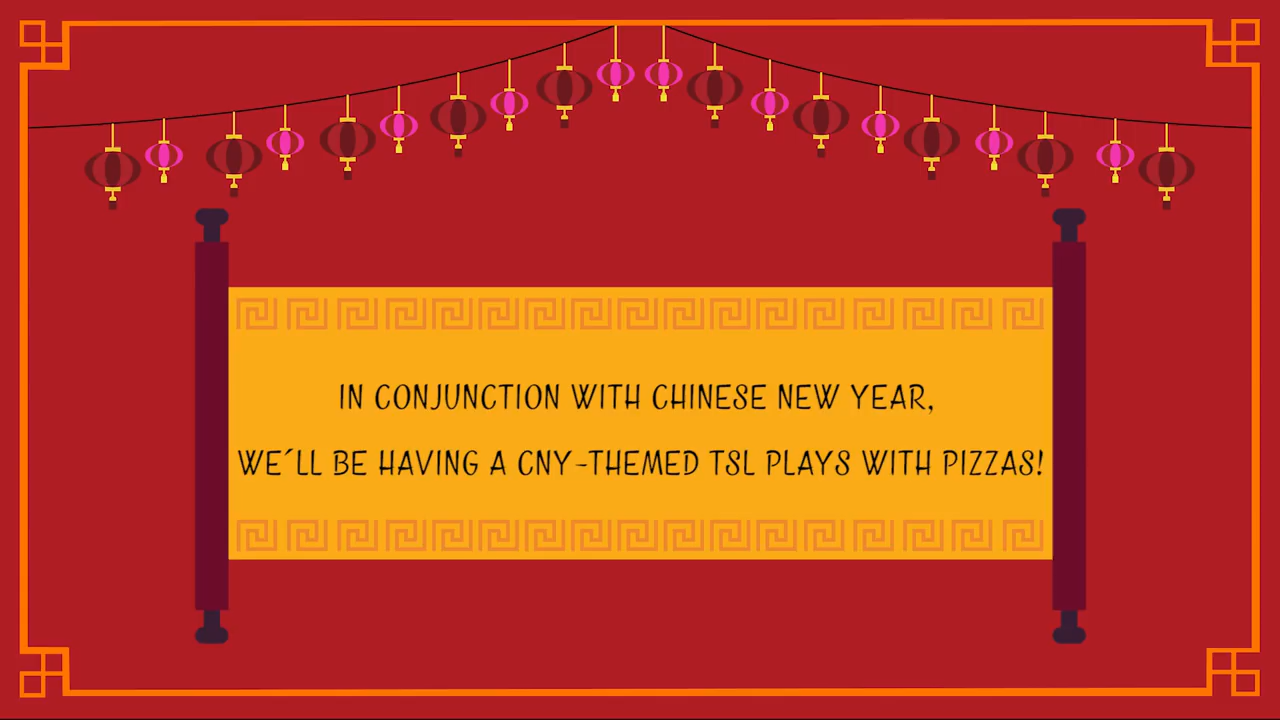 IN CONJUNCTION WITH CHINESE NEW YEAR,
WE´LL BE HAVING A CNY-THEMED TSL PLAYS WITH PIZZAS!